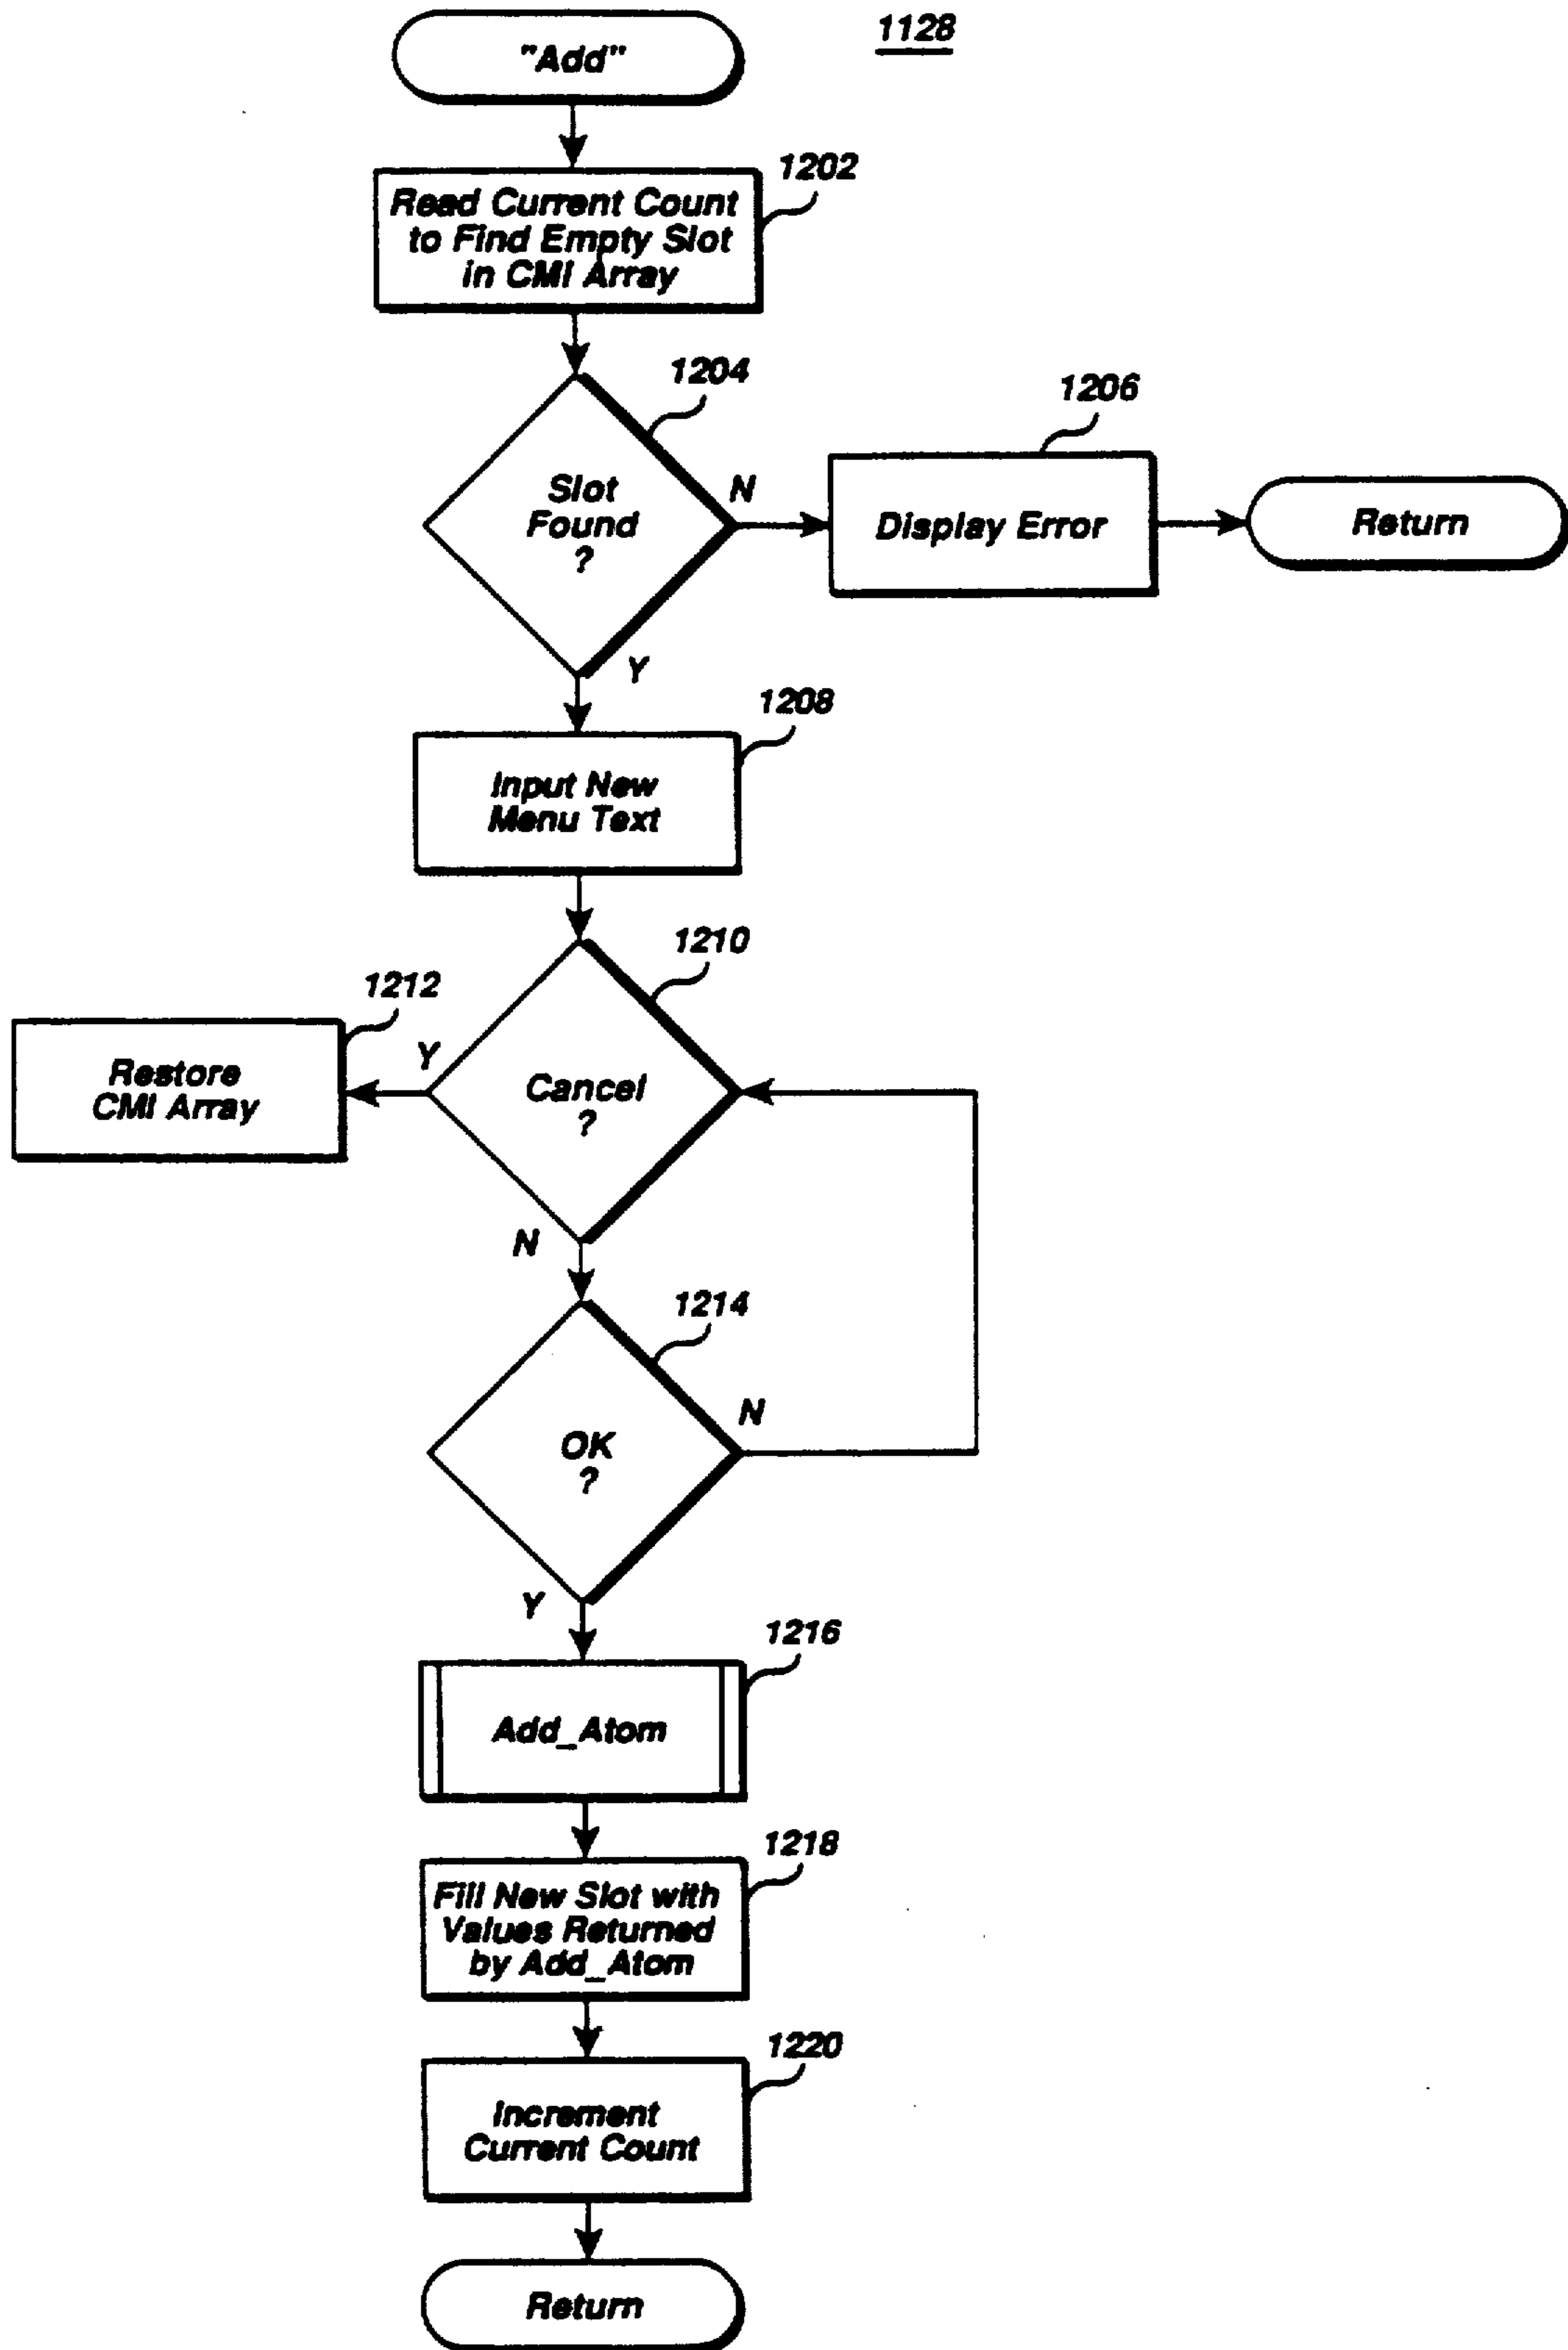 "Add"
1128
1202
Read Current Count
to Find Empty Slot
in CMI Array
1204
Slot
Found
?
N
Y
1206
Display Error
Return
1208
Input New
Menu Text
1210
Cancel
?
Y
N
1212
Restore
CMI Array
1214
OK
?
N
Y
1216
Add_Atom
1218
Fill New Slot with
Values Returned
by Add_Atom
1220
Increment
Current Count
Return